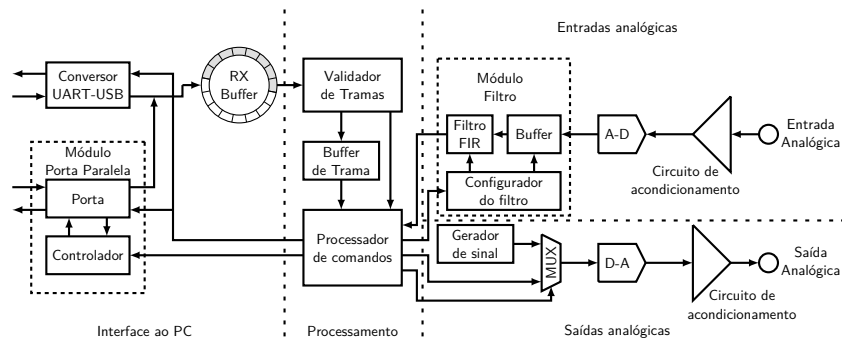 Entradas analógicas
Conversor
UART-USB
RX
Buffer
Validador
de Tramas
Módulo
Filtro
Filtro
FIR
Buffer
A-D
Entrada
Analógica
Circuito de
acondicionamento
Módulo
Porta Paralela
Buffer
de Trama
Configurador
do filtro
Porta
Controlador
Processador
de comandos
Gerador
de sinal
MUX
D-A
Saída
Analógica
Circuito de
acondicionamento
Interface ao PC
Processamento
Saídas analógicas